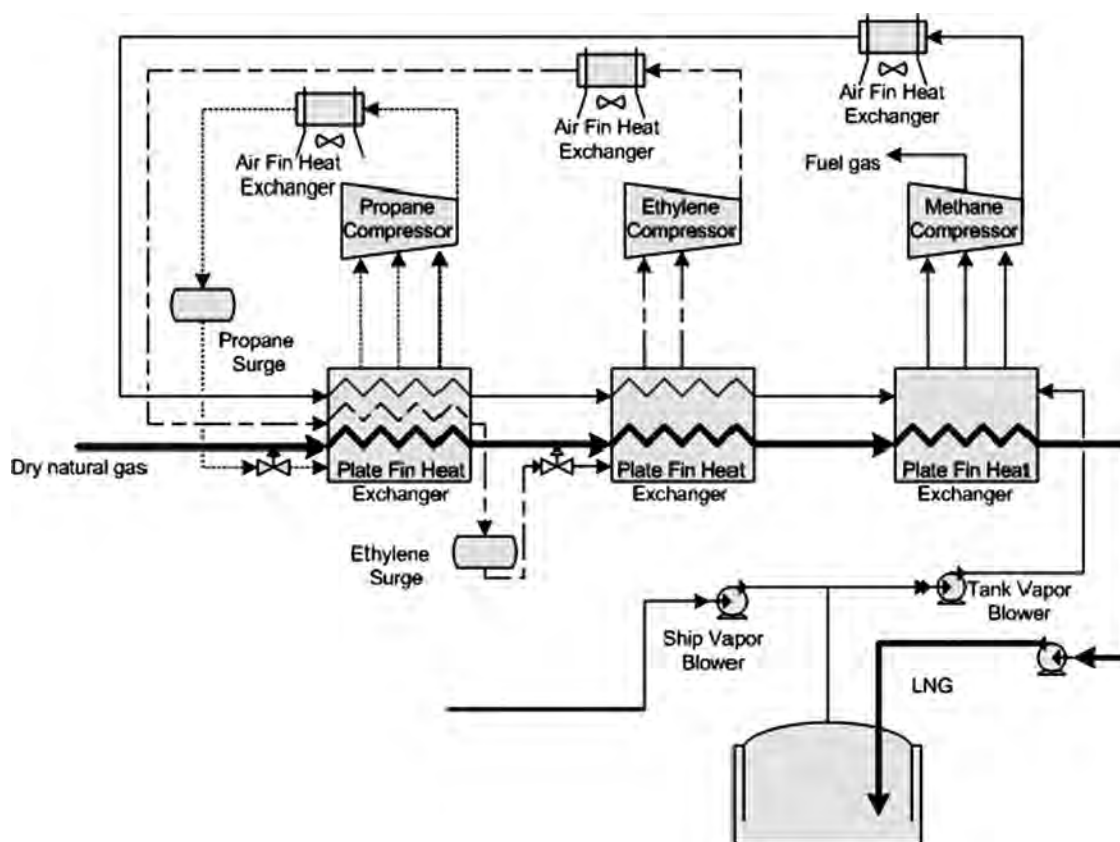 Air Fin Heat
Exchanger
Air Fin Heat
Exchanger
Air Fin Heat
Exchanger
Fuel gas
Propane
Compressor
Ethylene
Compressor
Methane
Compressor
Propane
Surge
Dry natural gas
Plate Fin Heat
Exchanger
Plate Fin Heat
Exchanger
Plate Fin Heat
Exchanger
Ethylene
Surge
Tank Vapor
Blower
Ship Vapor
Blower
LNG